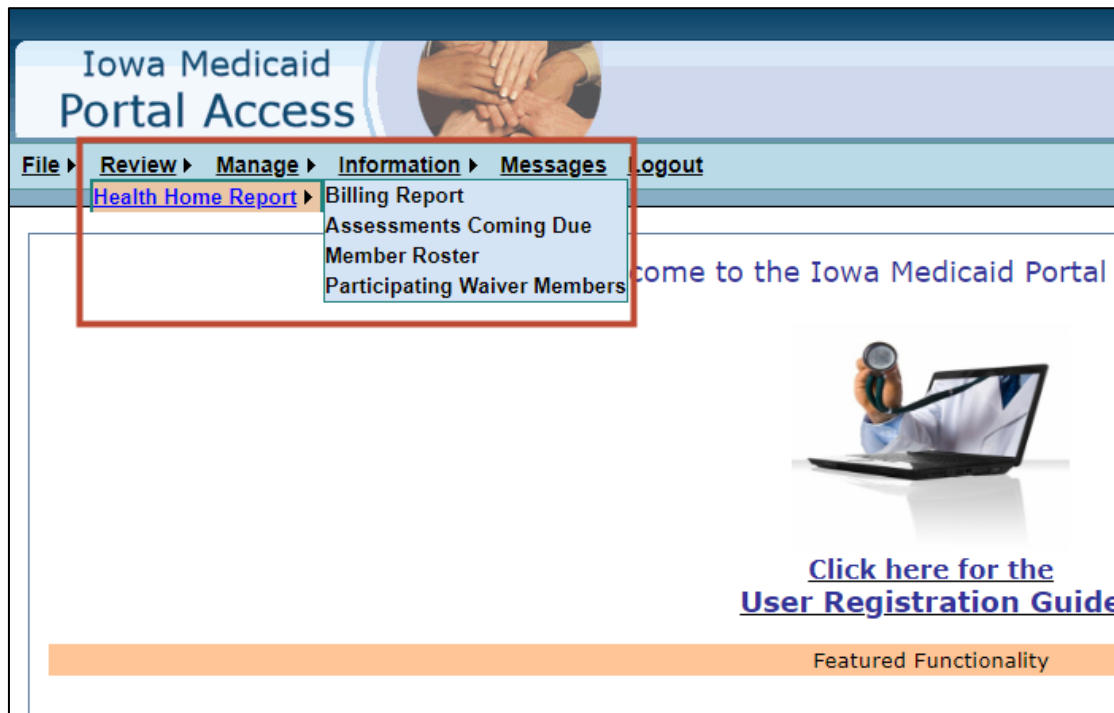 Iowa Medicaid
Portal Access
File Review Manage Information Messages Logout
Health Home Report
Billing Report
Assessments Coming Due
Member Roster
Participating Waiver Members
come to the Iowa Medicaid Portal
Click here for the
User Registration Guide
Featured Functionality